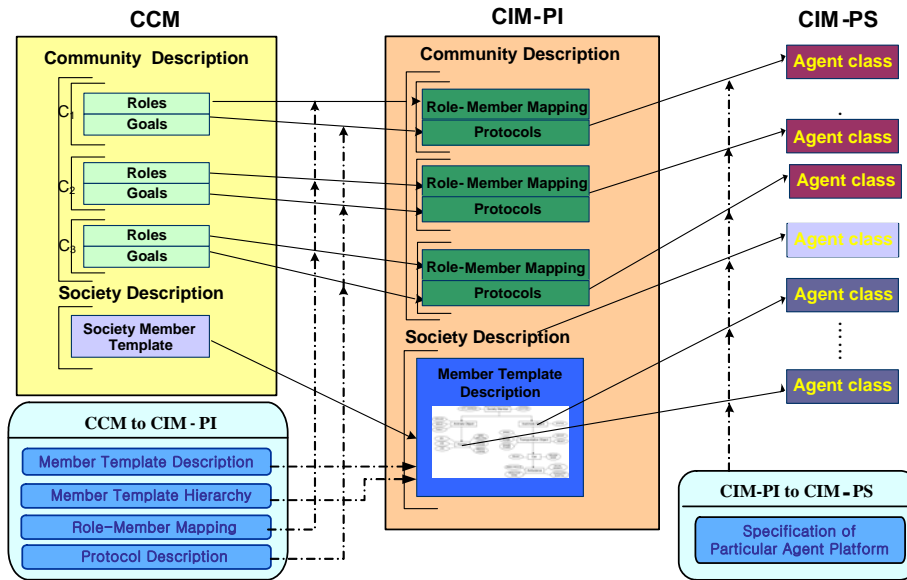 CCM
Community Description
C1
Roles
Goals
C2
Roles
Goals
C3
Roles
Goals
Society Description
Society Member
Template
CCM to CIM - PI
Member Template Description
Member Template Hierarchy
Role-Member Mapping
Protocol Description
CIM-PI
Community Description
Role- Member Mapping
Protocols
Role-Member Mapping
Protocols
Role-Member Mapping
Protocols
Society Description
Member Template
Description
CIM-PS
Agent class
Agent class
Agent class
Agent class
Agent class
Agent class
CIM-PI to CIM-PS
Specification of
Particular Agent Platform